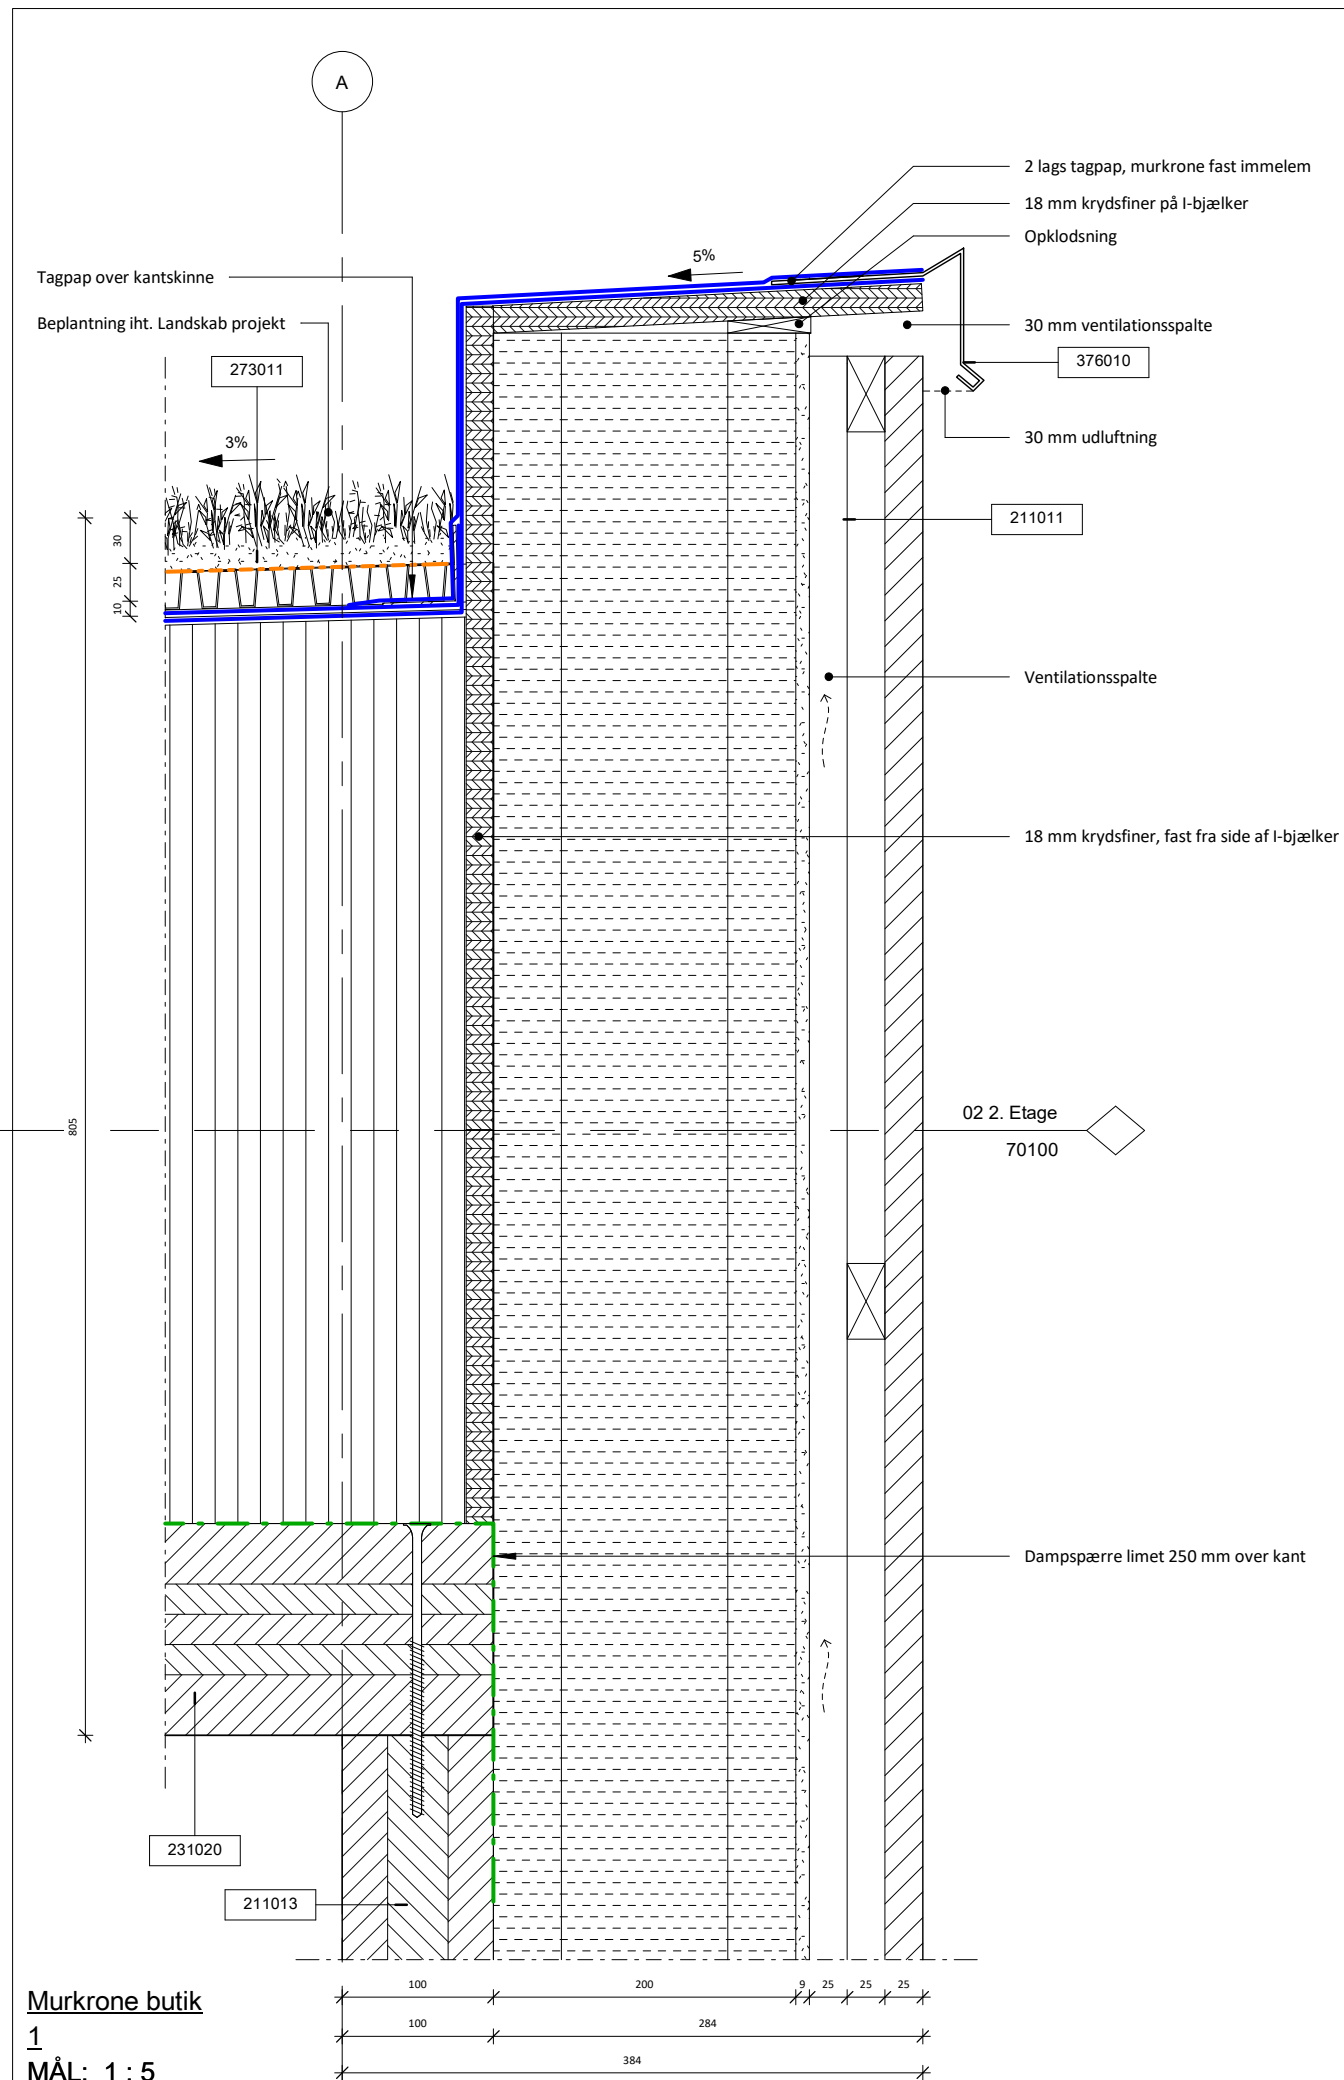 A
2 lags tagpap, murkrone fast immelem
18 mm krydsfiner på I-bjælker
Opklodsning
5%
Tagpap over kantskinne
Beplantning iht. Landskab projekt
30 mm ventilationsspalte
376010
273011
30 mm udluftning
3%
211011
30
25
10
Ventilationsspalte
18 mm krydsfiner, fast fra side af I-bjælker
805
02 2. Etage
70100
Dampspærre limet 250 mm over kant
231020
211013
100
200
9
25
25
25
100
284
384
Murkrone butik
1
MÅL: 1 : 5